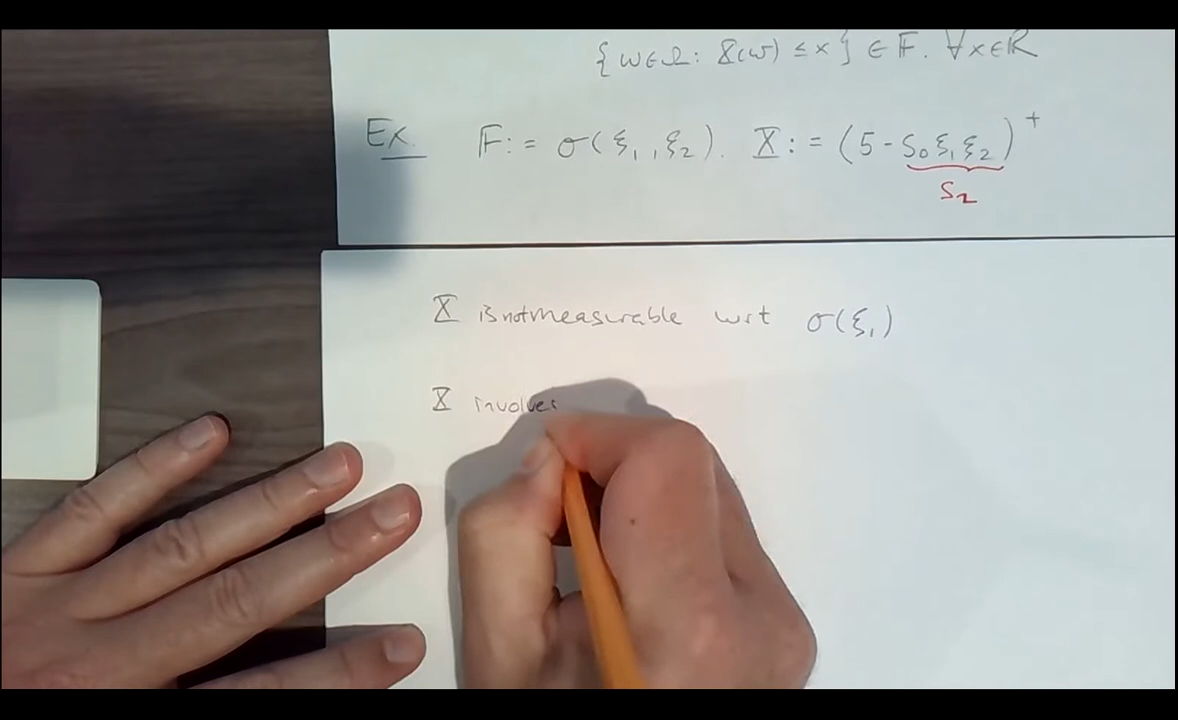 {ω∈Ω: X(ω) ≤ x } ∈ F. ∀x∈R
Ex. F:= σ(ξ₁,ξ₂). X:= (5-S₀ξ₁ξ₂)⁺
S₂
X is not measurable wrt σ(ξ₁)
X involves